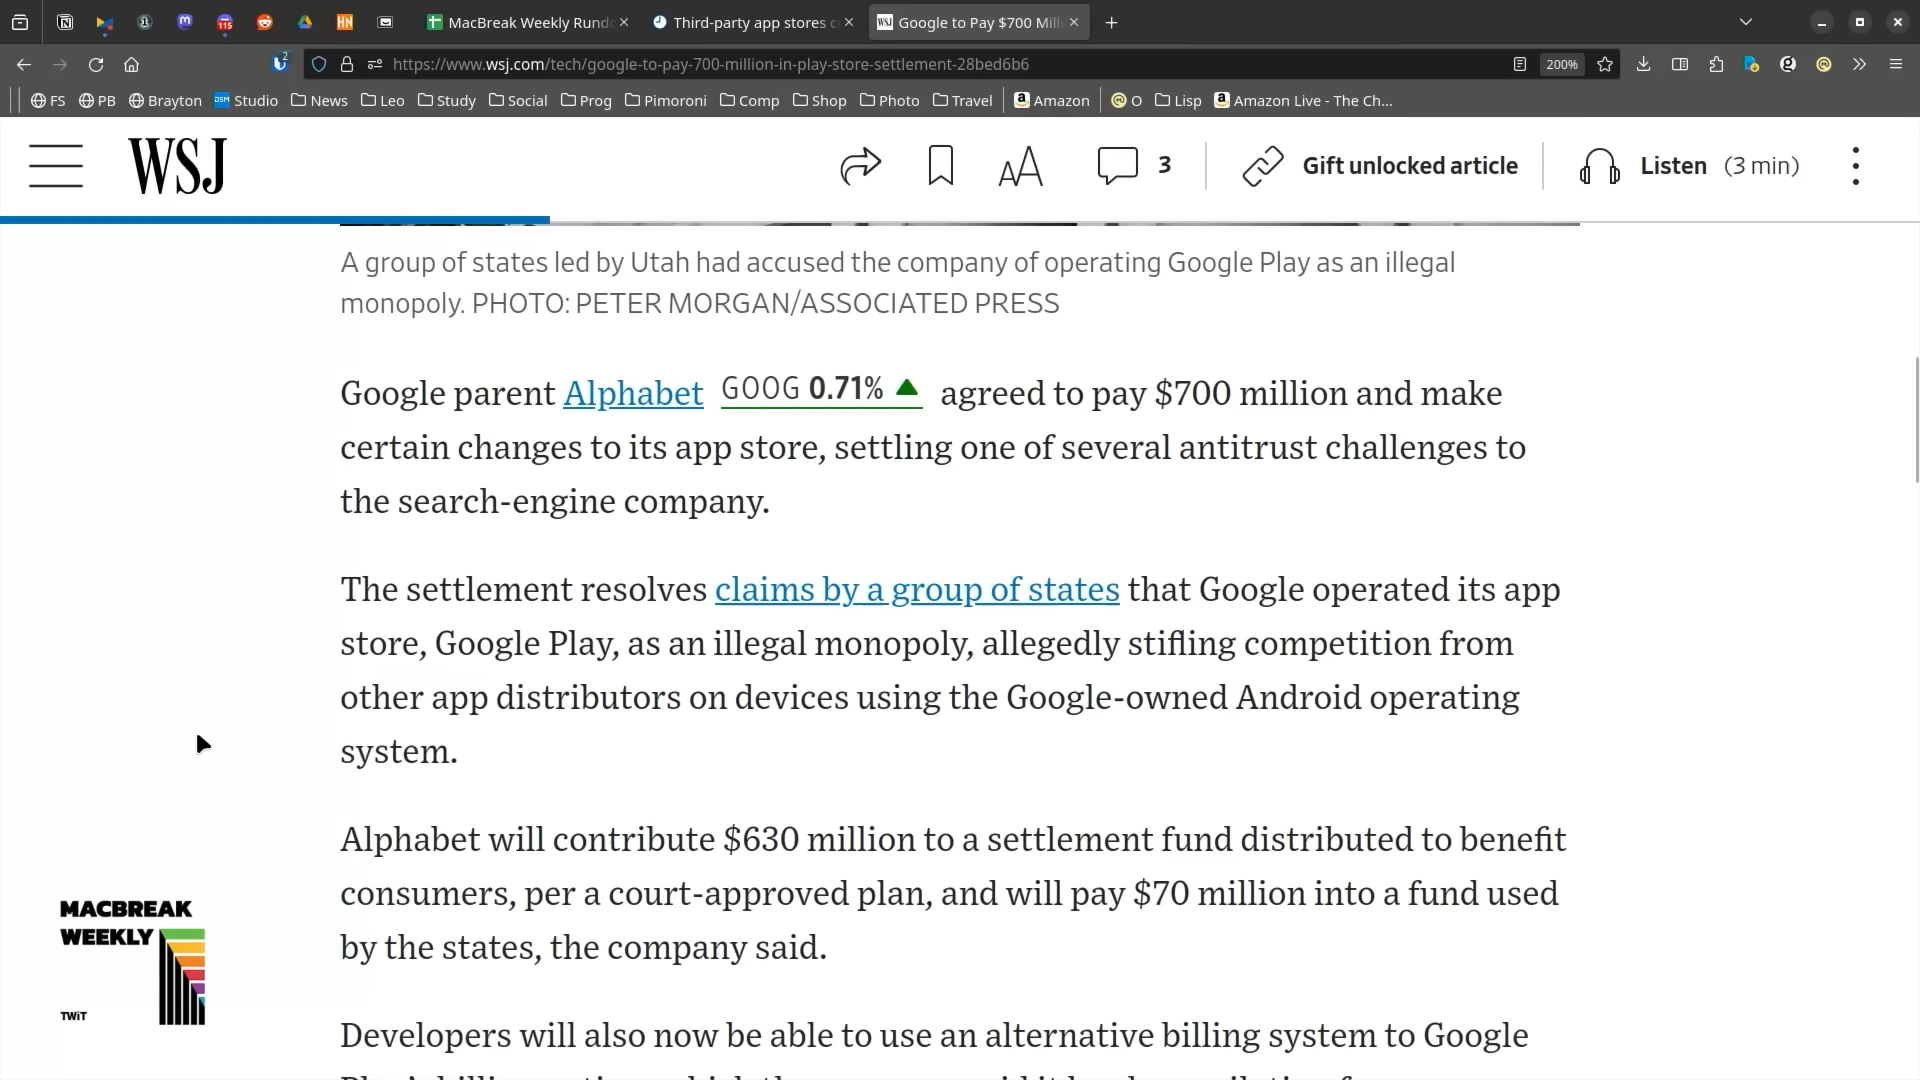 MacBreak Weekly Rund
Third-party app stores c
WSJ Google to Pay $700 Mill
https://www.wsj.com/tech/google-to-pay-700-million-in-play-store-settlement-28bed6b6
200%
FS PB Brayton DSM Studio News Leo Study Social Prog Pimoroni Comp Shop Photo Travel Amazon O Lisp Amazon Live - The Ch...
WSJ
3
Gift unlocked article
Listen (3 min)
A group of states led by Utah had accused the company of operating Google Play as an illegal
monopoly. PHOTO: PETER MORGAN/ASSOCIATED PRESS
Google parent Alphabet GOOG 0.71% ▲ agreed to pay $700 million and make
certain changes to its app store, settling one of several antitrust challenges to
the search-engine company.
The settlement resolves claims by a group of states that Google operated its app
store, Google Play, as an illegal monopoly, allegedly stifling competition from
other app distributors on devices using the Google-owned Android operating
system.
Alphabet will contribute $630 million to a settlement fund distributed to benefit
consumers, per a court-approved plan, and will pay $70 million into a fund used
by the states, the company said.
MACBREAK
WEEKLY
TWiT
Developers will also now be able to use an alternative billing system to Google